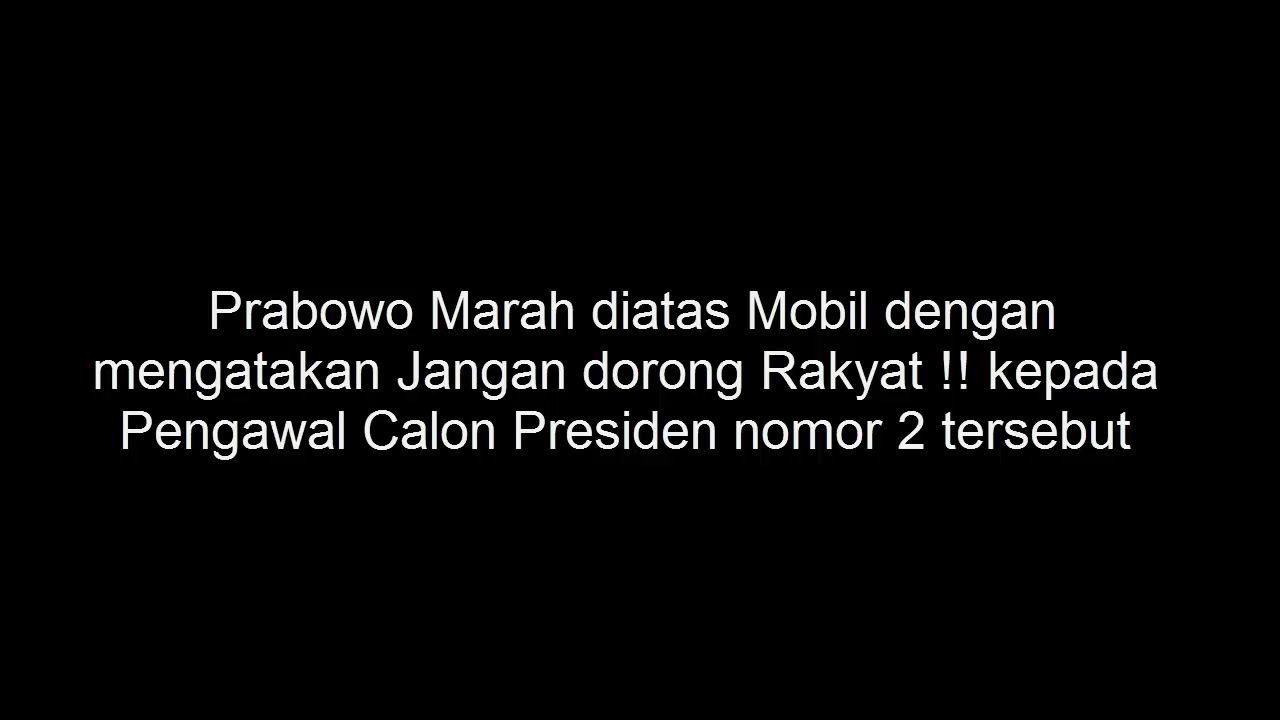 Prabowo Marah diatas Mobil dengan
mengatakan Jangan dorong Rakyat !! kepada
Pengawal Calon Presiden nomor 2 tersebut